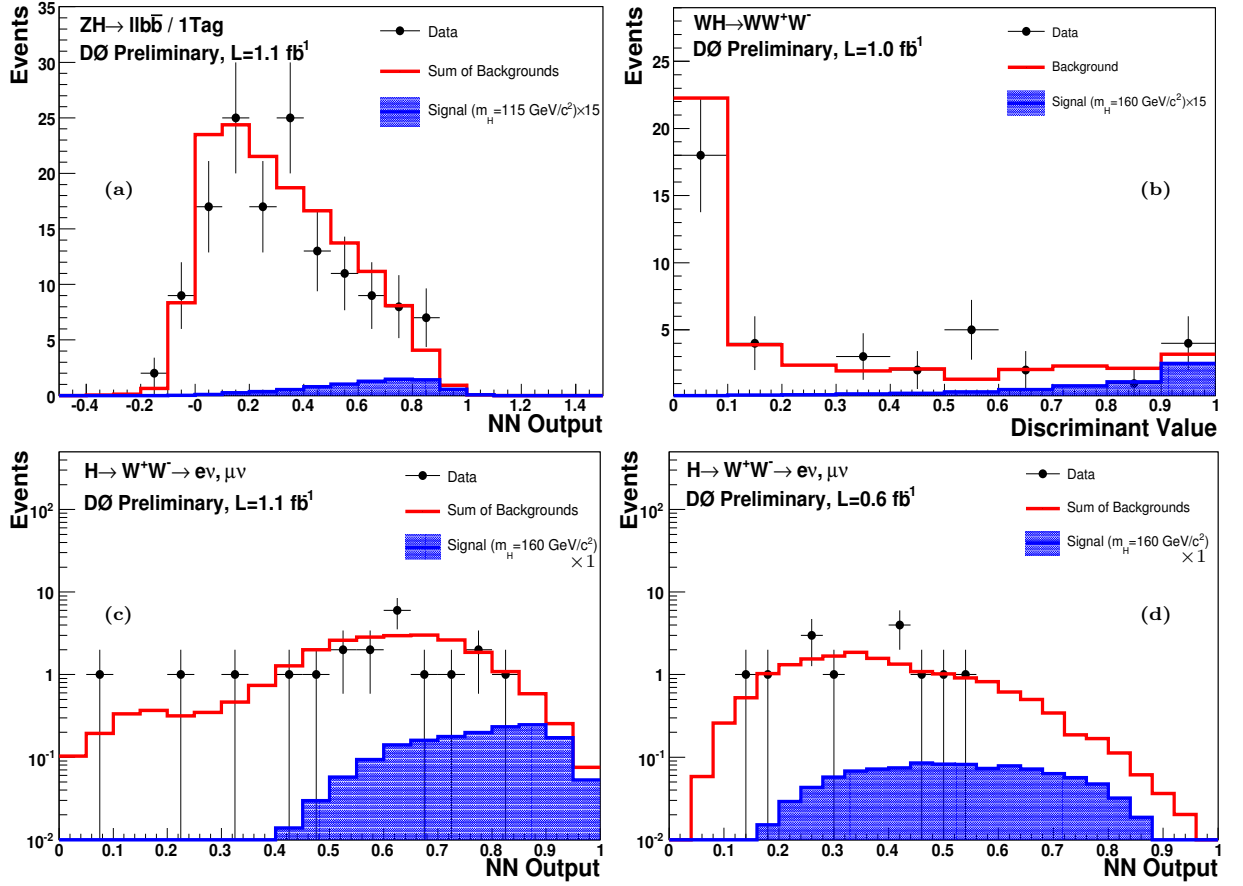 Events
ZH→ llbb̄ / 1Tag
DØ Preliminary, L=1.1 fb⁻¹
Data
Sum of Backgrounds
Signal (m_H=115 GeV/c²)×15
(a)
35
30
25
20
15
10
5
0
-0.4 -0.2 -0 0.2 0.4 0.6 0.8 1 1.2 1.4
NN Output
Events
WH→WW⁺W⁻
DØ Preliminary, L=1.0 fb⁻¹
Data
Background
Signal (m_H=160 GeV/c²)×15
(b)
25
20
15
10
5
0 0.1 0.2 0.3 0.4 0.5 0.6 0.7 0.8 0.9 1
Discriminant Value
Events
H→ W⁺W⁻→ eν, μν
DØ Preliminary, L=1.1 fb⁻¹
Data
Sum of Backgrounds
Signal (m_H=160 GeV/c²)
×1
(c)
10²
10
1
10⁻¹
10⁻²
0 0.1 0.2 0.3 0.4 0.5 0.6 0.7 0.8 0.9 1
NN Output
Events
H→ W⁺W⁻→ eν, μν
DØ Preliminary, L=0.6 fb⁻¹
Data
Sum of Backgrounds
Signal (m_H=160 GeV/c²)
×1
(d)
10²
10
1
10⁻¹
10⁻²
0 0.1 0.2 0.3 0.4 0.5 0.6 0.7 0.8 0.9 1
NN Output